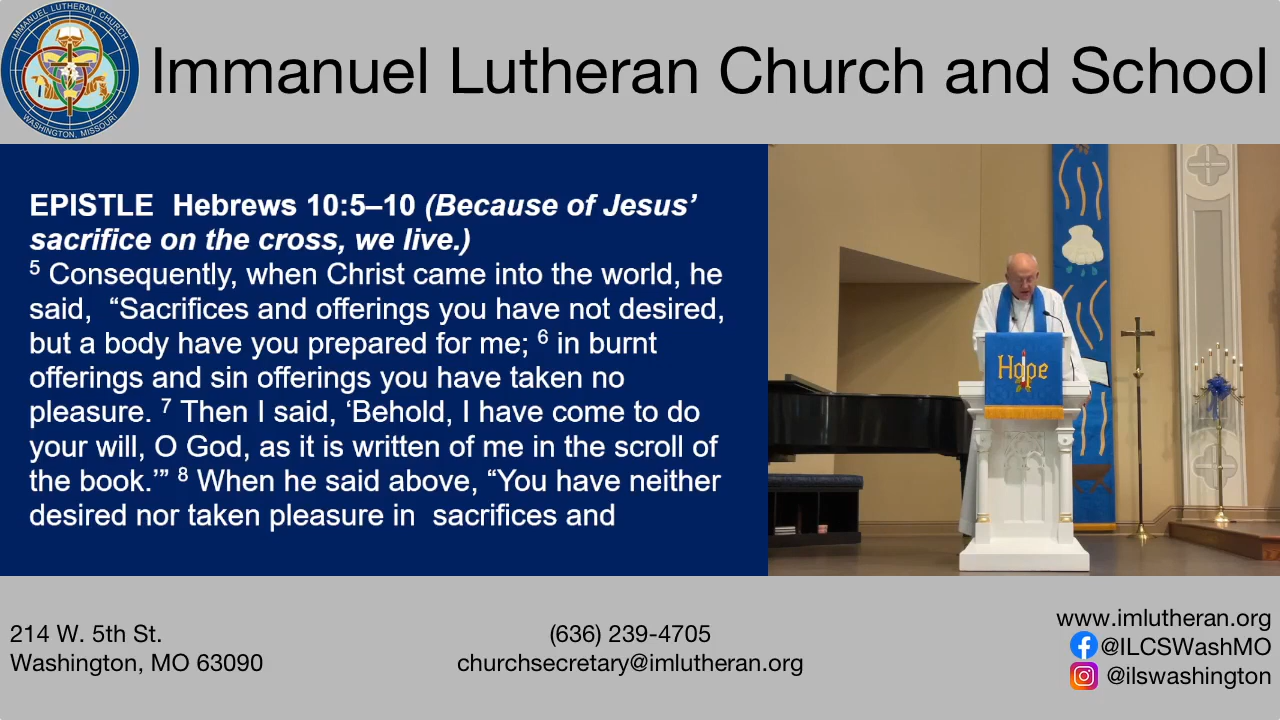 IMMANUEL LUTHERAN CHURCH
WASHINGTON, MISSOURI
Immanuel Lutheran Church and School
EPISTLE  Hebrews 10:5–10 (Because of Jesus’
sacrifice on the cross, we live.)
5 Consequently, when Christ came into the world, he
said,  “Sacrifices and offerings you have not desired,
but a body have you prepared for me; 6 in burnt
offerings and sin offerings you have taken no
pleasure. 7 Then I said, ‘Behold, I have come to do
your will, O God, as it is written of me in the scroll of
the book.’” 8 When he said above, “You have neither
desired nor taken pleasure in  sacrifices and
Hope
214 W. 5th St.
Washington, MO 63090
(636) 239-4705
churchsecretary@imlutheran.org
www.imlutheran.org
@ILCSWashMO
@ilswashington